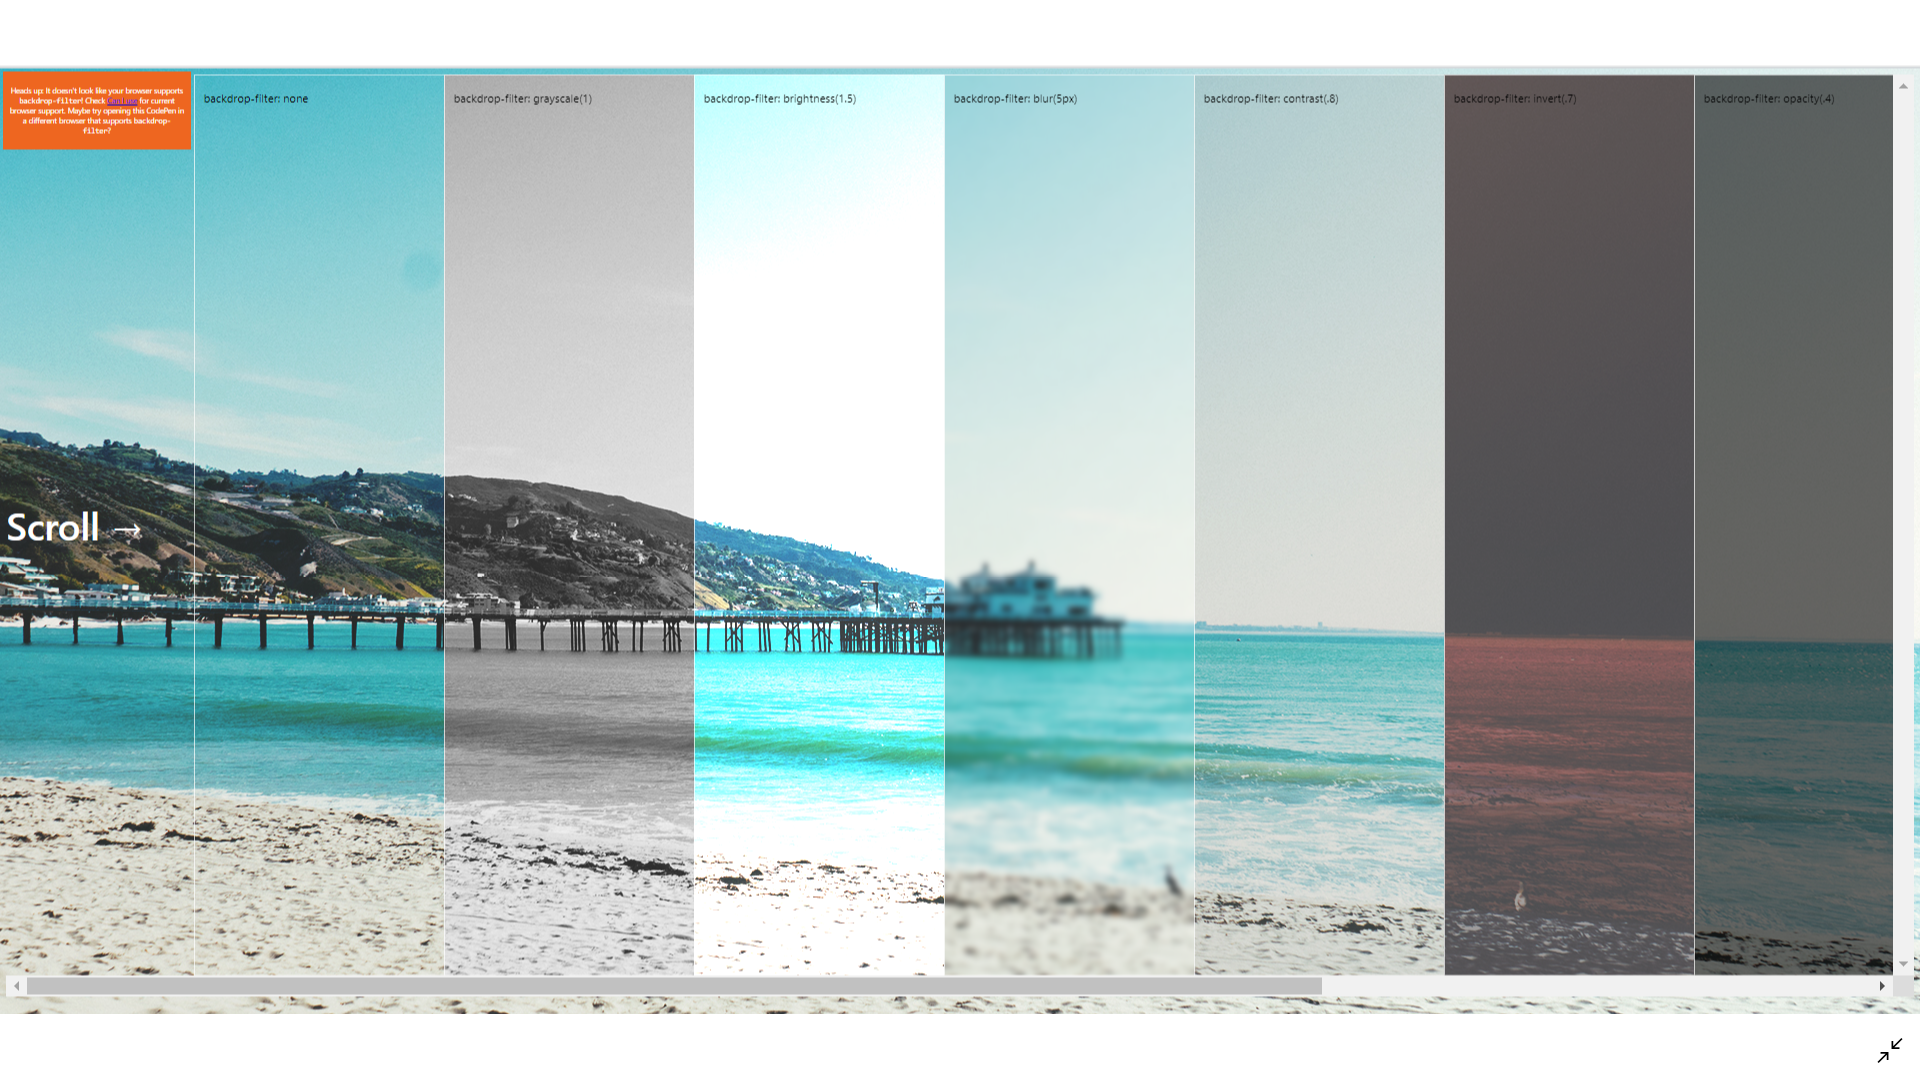 Heads up: It doesn't look like your browser supports
backdrop-filter! Check Can I use for current
browser support. Maybe try opening this CodePen in
a different browser that supports backdrop-
filter?
backdrop-filter: none
backdrop-filter: grayscale(1)
backdrop-filter: brightness(1.5)
backdrop-filter: blur(5px)
backdrop-filter: contrast(.8)
backdrop-filter: invert(.7)
backdrop-filter: opacity(.4)
Scroll →